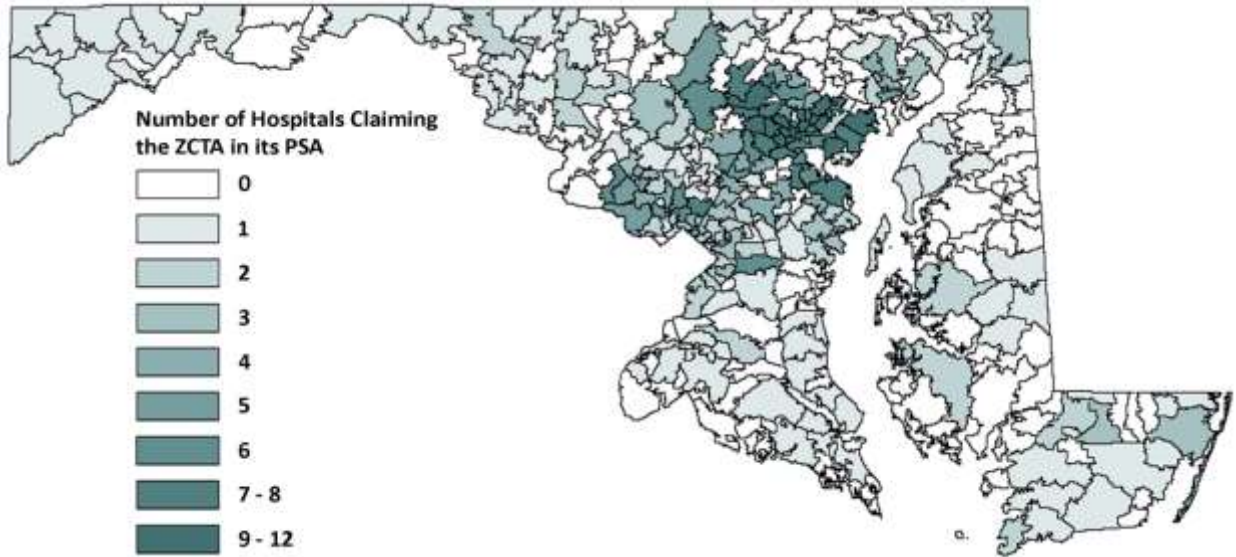 Number of Hospitals Claiming
the ZCTA in its PSA
0
1
2
3
4
5
6
7 - 8
9 - 12